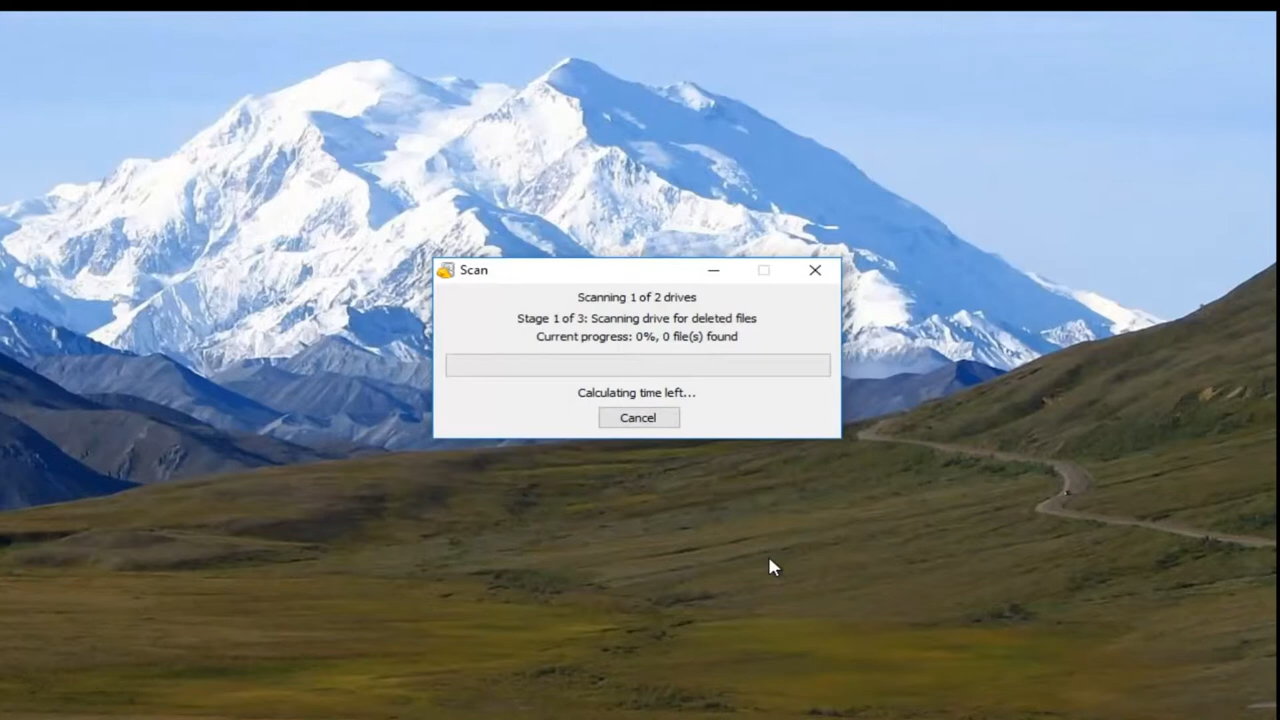 Scan
Scanning 1 of 2 drives
Stage 1 of 3: Scanning drive for deleted files
Current progress: 0%, 0 file(s) found
Calculating time left...
Cancel